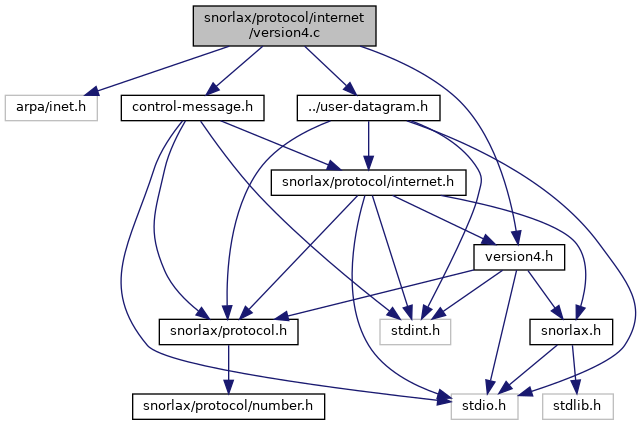 snorlax/protocol/internet
/version4.c
arpa/inet.h
control-message.h
../user-datagram.h
snorlax/protocol/internet.h
version4.h
snorlax/protocol.h
stdint.h
snorlax.h
snorlax/protocol/number.h
stdio.h
stdlib.h